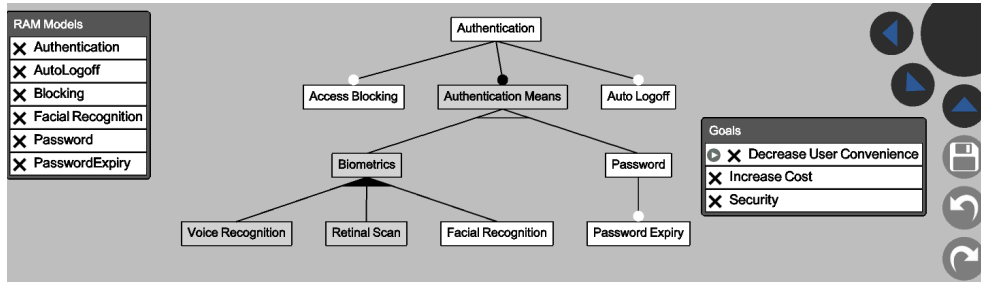 RAM Models
Authentication
AutoLogoff
Blocking
Facial Recognition
Password
PasswordExpiry
Authentication
Access Blocking
Authentication Means
Auto Logoff
Biometrics
Password
Voice Recognition
Retinal Scan
Facial Recognition
Password Expiry
Goals
Decrease User Convenience
Increase Cost
Security